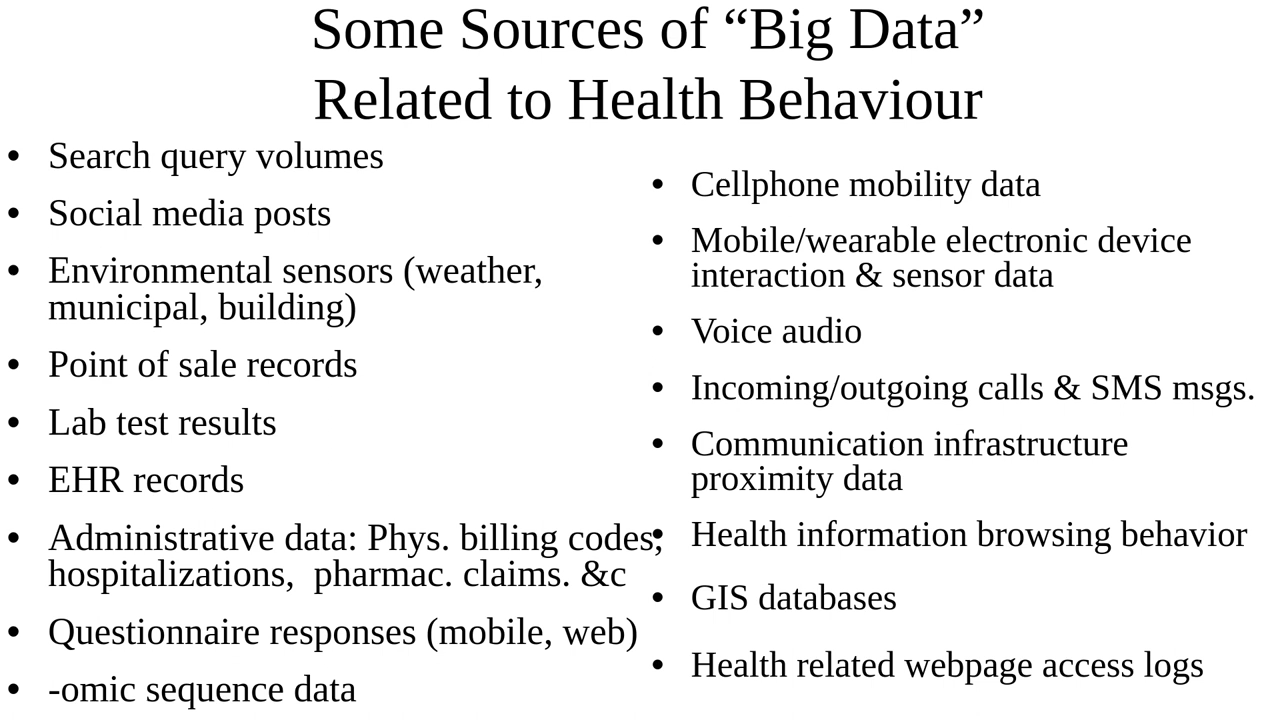 Some Sources of “Big Data”
Related to Health Behaviour
• Search query volumes
• Social media posts
• Environmental sensors (weather,
municipal, building)
• Point of sale records
• Lab test results
• EHR records
• Administrative data: Phys. billing codes,
hospitalizations,  pharmac. claims. &c
• Questionnaire responses (mobile, web)
• -omic sequence data
• Cellphone mobility data
• Mobile/wearable electronic device
interaction & sensor data
• Voice audio
• Incoming/outgoing calls & SMS msgs.
• Communication infrastructure
proximity data
• Health information browsing behavior
• GIS databases
• Health related webpage access logs